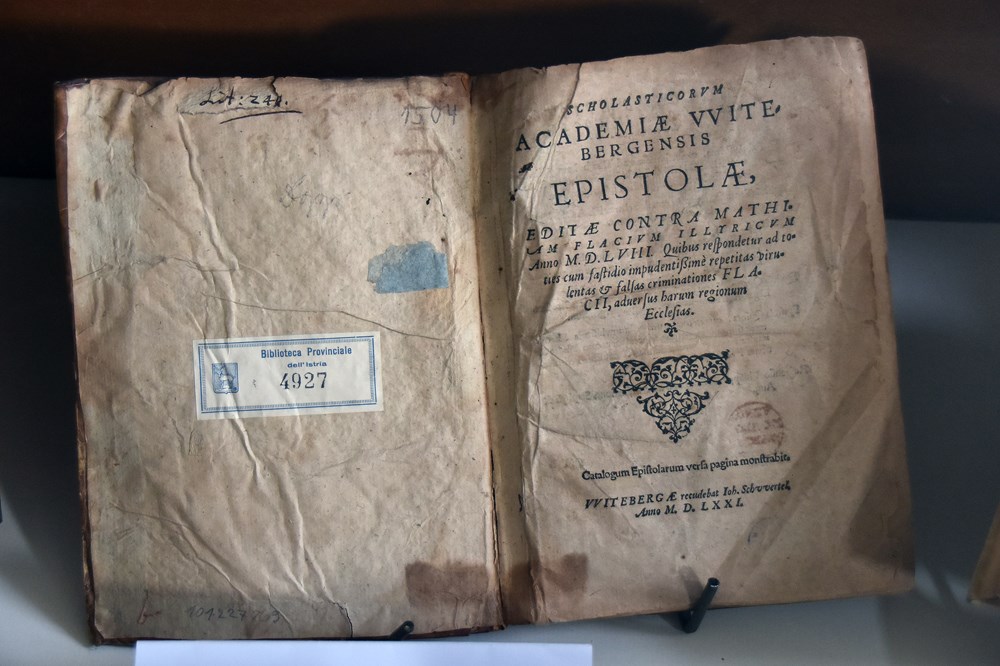 Lit: 241.
1504
Biblioteca Provinciale
dell'Istria
4927
SCHOLASTICORVM
ACADEMIÆ VVITE-
BERGENSIS
EPISTOLÆ,
EDITÆ CONTRA MATHI-
AM FLACIVM ILLYRICVM
Anno M. D. LVIII. Quibus reſpondetur ad to-
ties cum faſtidio impudentiſsimè repetitas viru-
lentas & falſas criminationes FLA-
CII, aduerſus harum regionum
Eccleſias.
Catalogum Epiſtolarum verſa pagina monſtrabit.
VVITEBERGÆ recudebat Ioh. Schvvertel,
Anno M. D. LXXI.